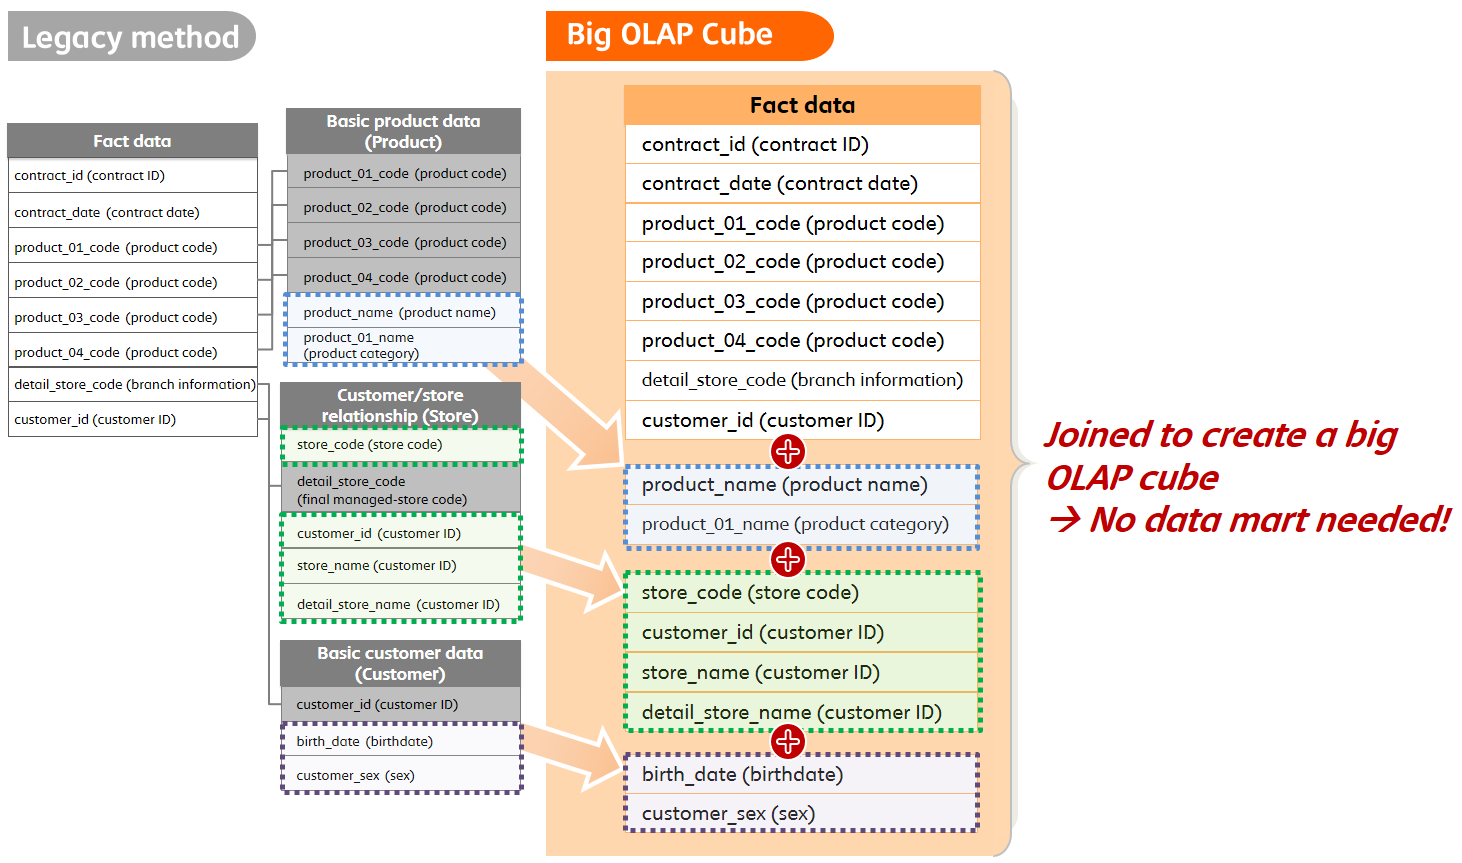 Legacy method
Fact data
contract_id (contract ID)
contract_date (contract date)
product_01_code (product code)
product_02_code (product code)
product_03_code (product code)
product_04_code (product code)
detail_store_code (branch information)
customer_id (customer ID)
Basic product data
(Product)
product_01_code (product code)
product_02_code (product code)
product_03_code (product code)
product_04_code (product code)
product_name (product name)
product_01_name
(product category)
Customer/store
relationship (Store)
store_code (store code)
detail_store_code
(final managed-store code)
customer_id (customer ID)
store_name (customer ID)
detail_store_name (customer ID)
Basic customer data
(Customer)
customer_id (customer ID)
birth_date (birthdate)
customer_sex (sex)
Big OLAP Cube
Fact data
contract_id (contract ID)
contract_date (contract date)
product_01_code (product code)
product_02_code (product code)
product_03_code (product code)
product_04_code (product code)
detail_store_code (branch information)
customer_id (customer ID)
product_name (product name)
product_01_name (product category)
store_code (store code)
customer_id (customer ID)
store_name (customer ID)
detail_store_name (customer ID)
birth_date (birthdate)
customer_sex (sex)
Joined to create a big
OLAP cube
→ No data mart needed!